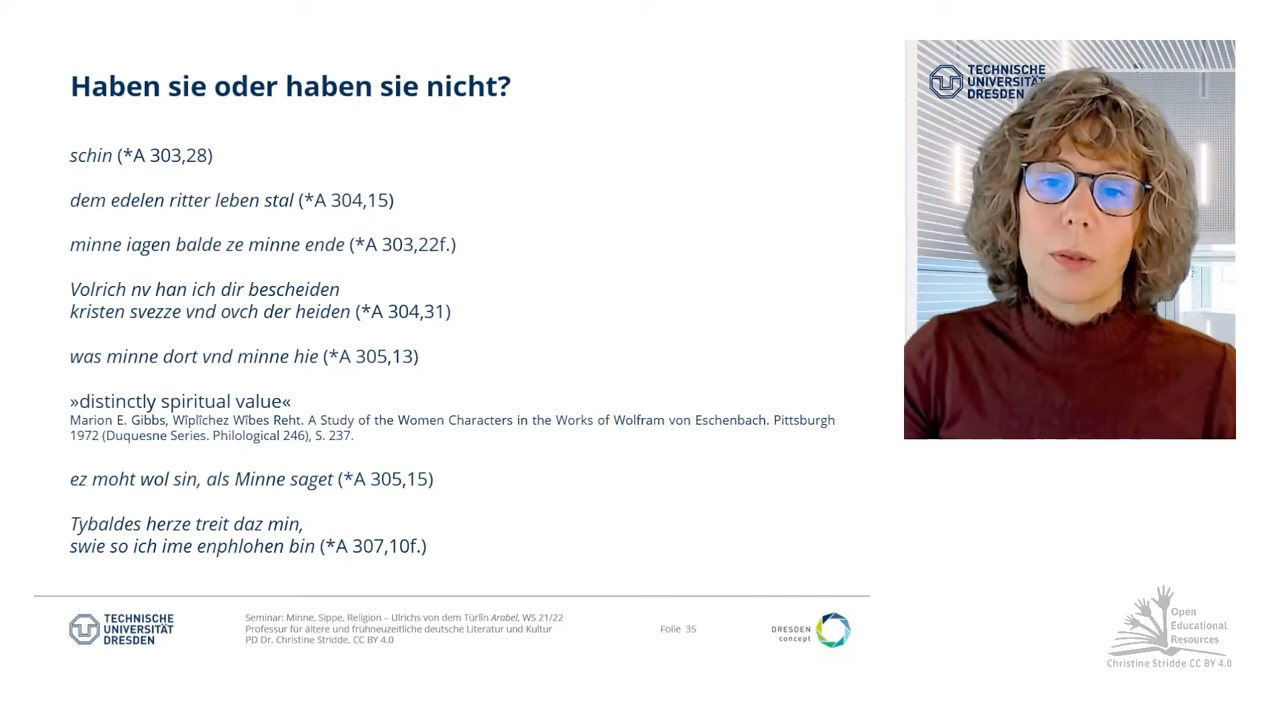 Haben sie oder haben sie nicht?
schin (*A 303,28)
dem edelen ritter leben stal (*A 304,15)
minne iagen balde ze minne ende (*A 303,22f.)
Volrich nv han ich dir bescheiden
kristen svezze vnd ovch der heiden (*A 304,31)
was minne dort vnd minne hie (*A 305,13)
»distinctly spiritual value«
Marion E. Gibbs, Wîplîchez Wîbes Reht. A Study of the Women Characters in the Works of Wolfram von Eschenbach. Pittsburgh
1972 (Duquesne Series. Philological 246), S. 237.
ez moht wol sin, als Minne saget (*A 305,15)
Tybaldes herze treit daz min,
swie so ich ime enphlohen bin (*A 307,10f.)
TECHNISCHE
UNIVERSITÄT
DRESDEN
Seminar: Minne, Sippe, Religion – Ulrichs von dem Türlîn Arabel, WS 21/22
Professur für ältere und frühneuzeitliche deutsche Literatur und Kultur
PD Dr. Christine Stridde, CC BY 4.0
Folie 35
DRESDEN
concept
TECHNISCHE
UNIVERSITÄT
DRESDEN
Open
Educational
Resources
Christine Stridde CC BY 4.0